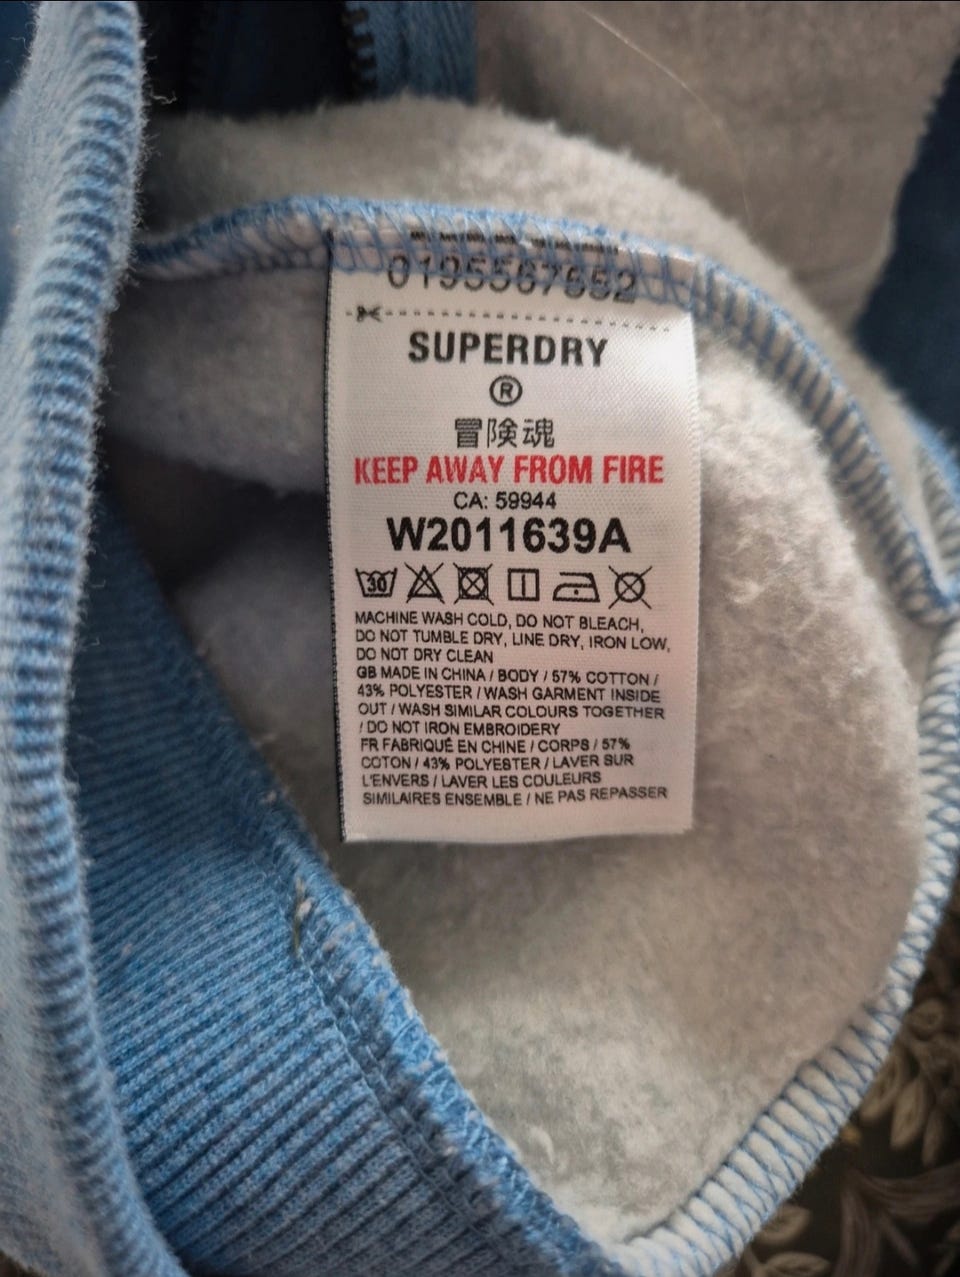 0195567652
SUPERDRY
®
冒険魂
KEEP AWAY FROM FIRE
CA: 59944
W2011639A
30
MACHINE WASH COLD, DO NOT BLEACH,
DO NOT TUMBLE DRY, LINE DRY, IRON LOW,
DO NOT DRY CLEAN
GB MADE IN CHINA / BODY / 57% COTTON /
43% POLYESTER / WASH GARMENT INSIDE
OUT / WASH SIMILAR COLOURS TOGETHER
/ DO NOT IRON EMBROIDERY
FR FABRIQUÉ EN CHINE / CORPS / 57%
COTON / 43% POLYESTER / LAVER SUR
L'ENVERS / LAVER LES COULEURS
SIMILAIRES ENSEMBLE / NE PAS REPASSER